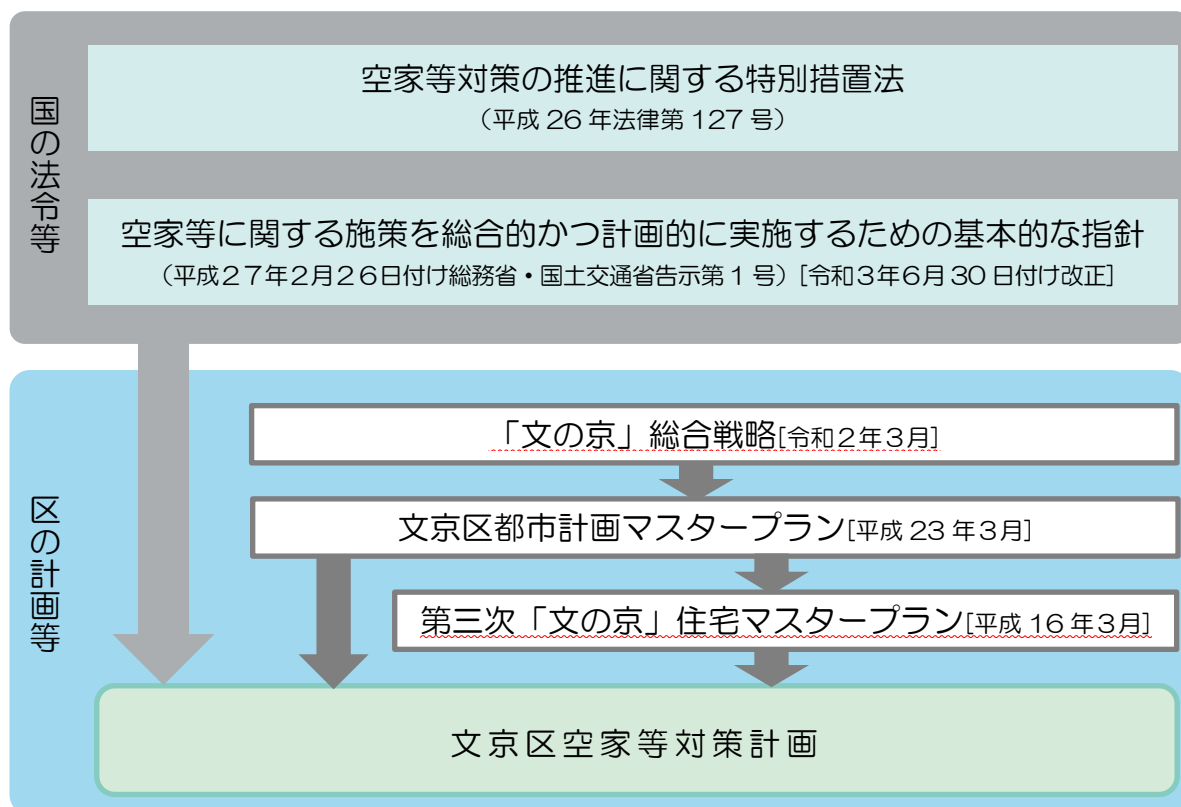 国の法令等
空家等対策の推進に関する特別措置法
（平成 26 年法律第 127 号）
空家等に関する施策を総合的かつ計画的に実施するための基本的な指針
（平成２７年２月２６日付け総務省・国土交通省告示第１号）[令和３年６月 30 日付け改正]
区の計画等
「文の京」総合戦略[令和２年３月]
文京区都市計画マスタープラン[平成 23 年３月]
第三次「文の京」住宅マスタープラン[平成 16 年３月]
文京区空家等対策計画